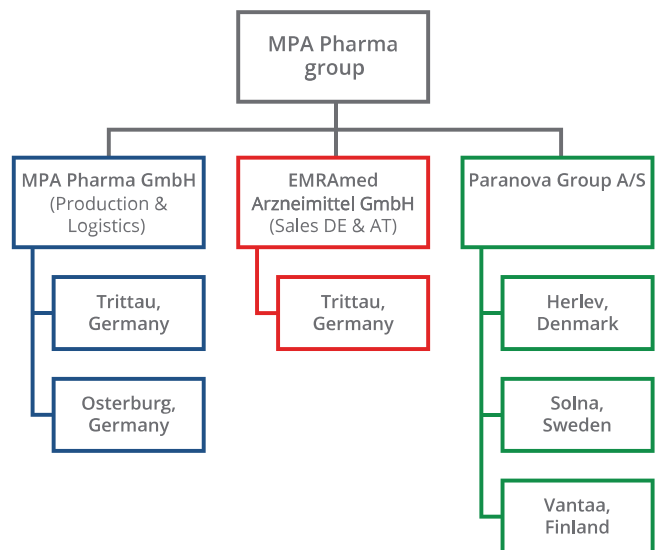 MPA Pharma
group
MPA Pharma GmbH
(Production &
Logistics)
EMRAmed
Arzneimittel GmbH
(Sales DE & AT)
Paranova Group A/S
Trittau,
Germany
Osterburg,
Germany
Trittau,
Germany
Herlev,
Denmark
Solna,
Sweden
Vantaa,
Finland